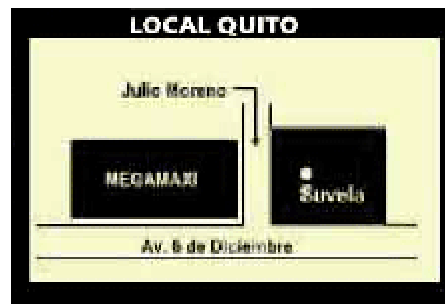 LOCAL QUITO
Julio Moreno
MEGAMAXI
Suvela
Av. 6 de Diciembre